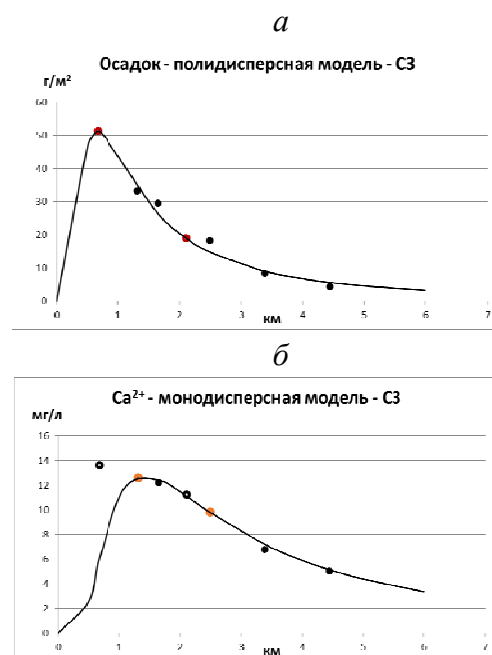 а
Осадок - полидисперсная модель - СЗ
г/м²
60
50
40
30
20
10
0
0 1 2 3 4 5 6 7
км
б
Ca²⁺ - монодисперсная модель - СЗ
мг/л
16
14
12
10
8
6
4
2
0
0 1 2 3 4 5 6 7
км